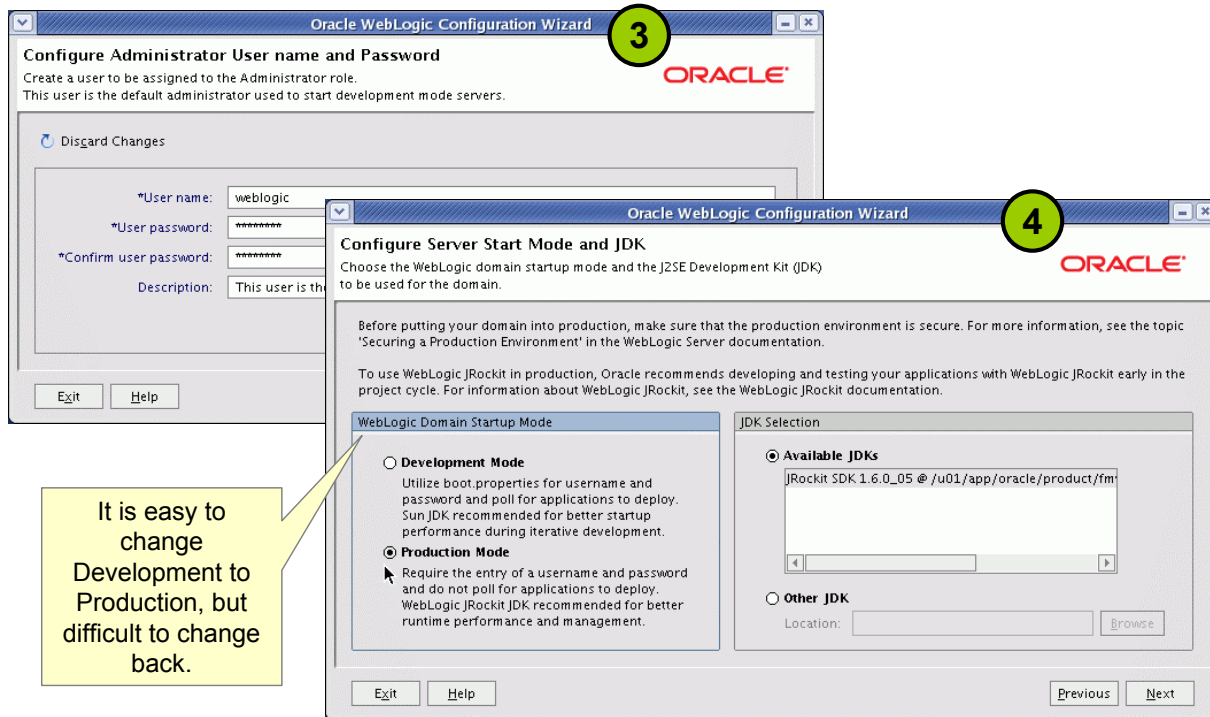 Oracle WebLogic Configuration Wizard
3
Configure Administrator User name and Password
Create a user to be assigned to the Administrator role.
This user is the default administrator used to start development mode servers.
ORACLE
Discard Changes
*User name: weblogic
*User password: ********
*Confirm user password: ********
Description: This user is the
Exit Help
Oracle WebLogic Configuration Wizard
4
Configure Server Start Mode and JDK
Choose the WebLogic domain startup mode and the J2SE Development Kit (JDK)
to be used for the domain.
ORACLE
Before putting your domain into production, make sure that the production environment is secure. For more information, see the topic
'Securing a Production Environment' in the WebLogic Server documentation.
To use WebLogic JRockit in production, Oracle recommends developing and testing your applications with WebLogic JRockit early in the
project cycle. For information about WebLogic JRockit, see the WebLogic JRockit documentation.
WebLogic Domain Startup Mode
Development Mode
Utilize boot.properties for username and
password and poll for applications to deploy.
Sun JDK recommended for better startup
performance during iterative development.
Production Mode
Require the entry of a username and password
and do not poll for applications to deploy.
WebLogic JRockit JDK recommended for better
runtime performance and management.
JDK Selection
Available JDKs
JRockit SDK 1.6.0_05 @ /u01/app/oracle/product/fm
Other JDK
Location:
Browse
Exit Help
Previous Next
It is easy to
change
Development to
Production, but
difficult to change
back.